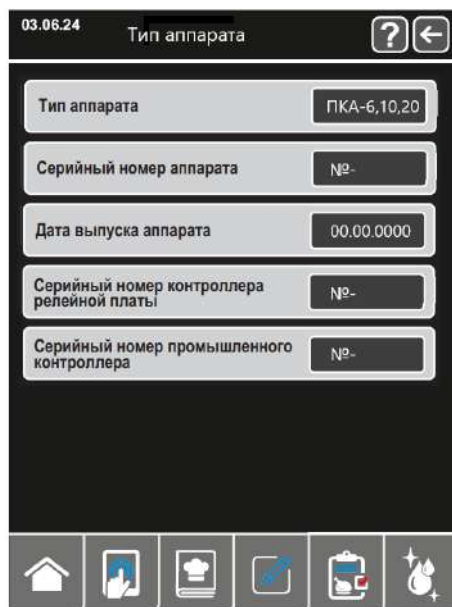 03.06.24
Тип аппарата
?
Тип аппарата
ПКА-6,10,20
Серийный номер аппарата
№-
Дата выпуска аппарата
00.00.0000
Серийный номер контроллера
релейной платы
№-
Серийный номер промышленного
контроллера
№-